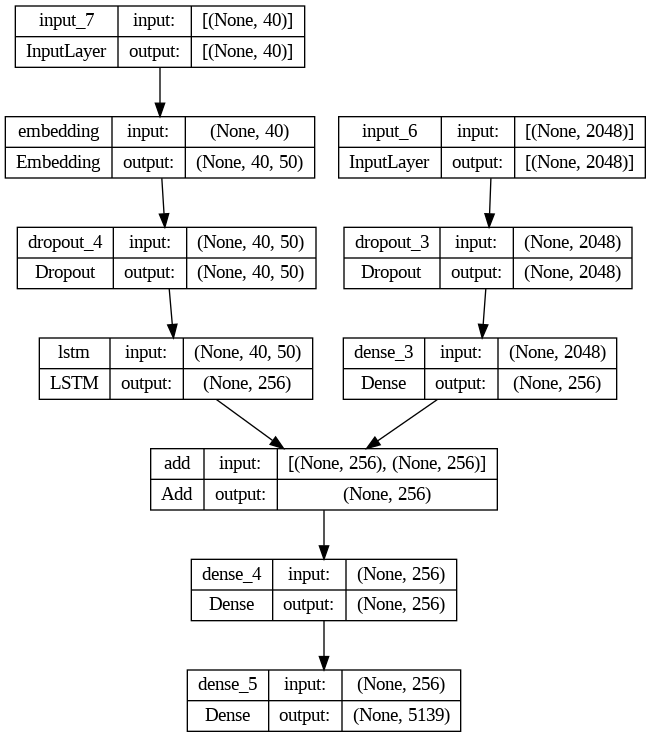 input_7 input: [(None, 40)]
InputLayer output: [(None, 40)]
embedding input: (None, 40)
Embedding output: (None, 40, 50)
input_6 input: [(None, 2048)]
InputLayer output: [(None, 2048)]
dropout_4 input: (None, 40, 50)
Dropout output: (None, 40, 50)
dropout_3 input: (None, 2048)
Dropout output: (None, 2048)
lstm input: (None, 40, 50)
LSTM output: (None, 256)
dense_3 input: (None, 2048)
Dense output: (None, 256)
add input: [(None, 256), (None, 256)]
Add output: (None, 256)
dense_4 input: (None, 256)
Dense output: (None, 256)
dense_5 input: (None, 256)
Dense output: (None, 5139)